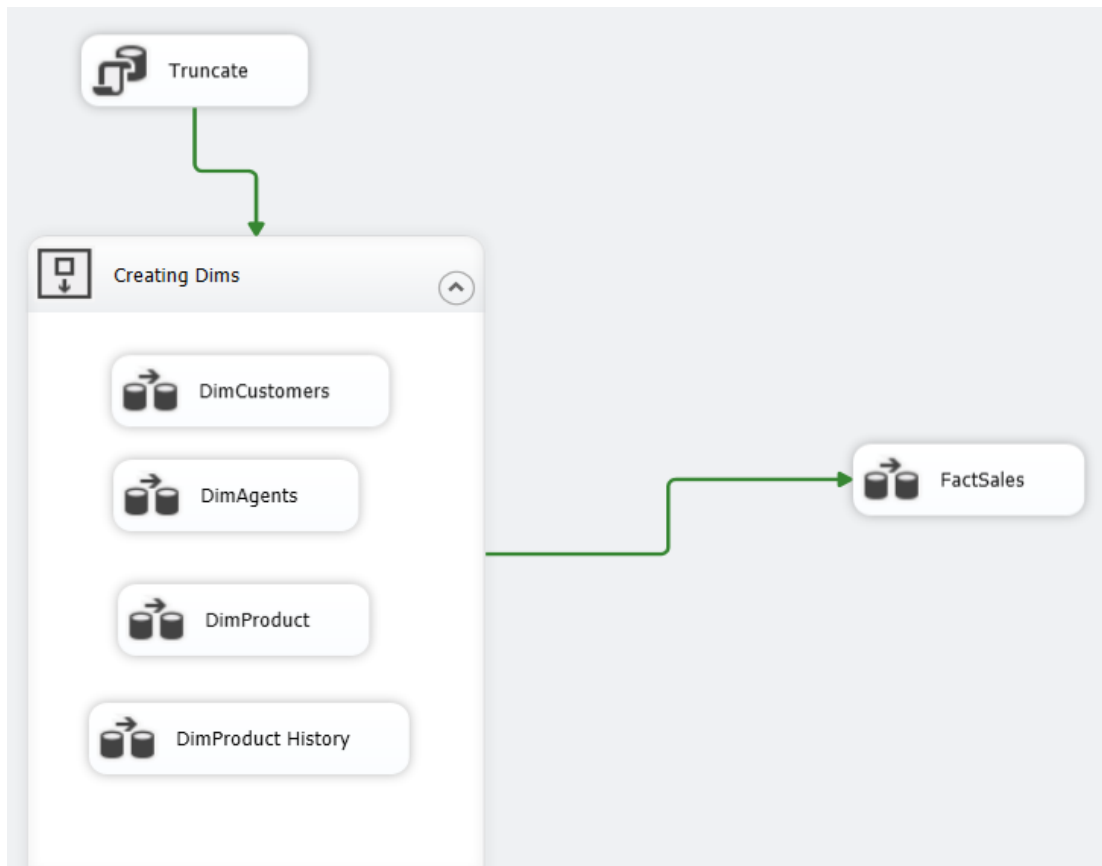 Truncate
Creating Dims
DimCustomers
DimAgents
DimProduct
DimProduct History
FactSales